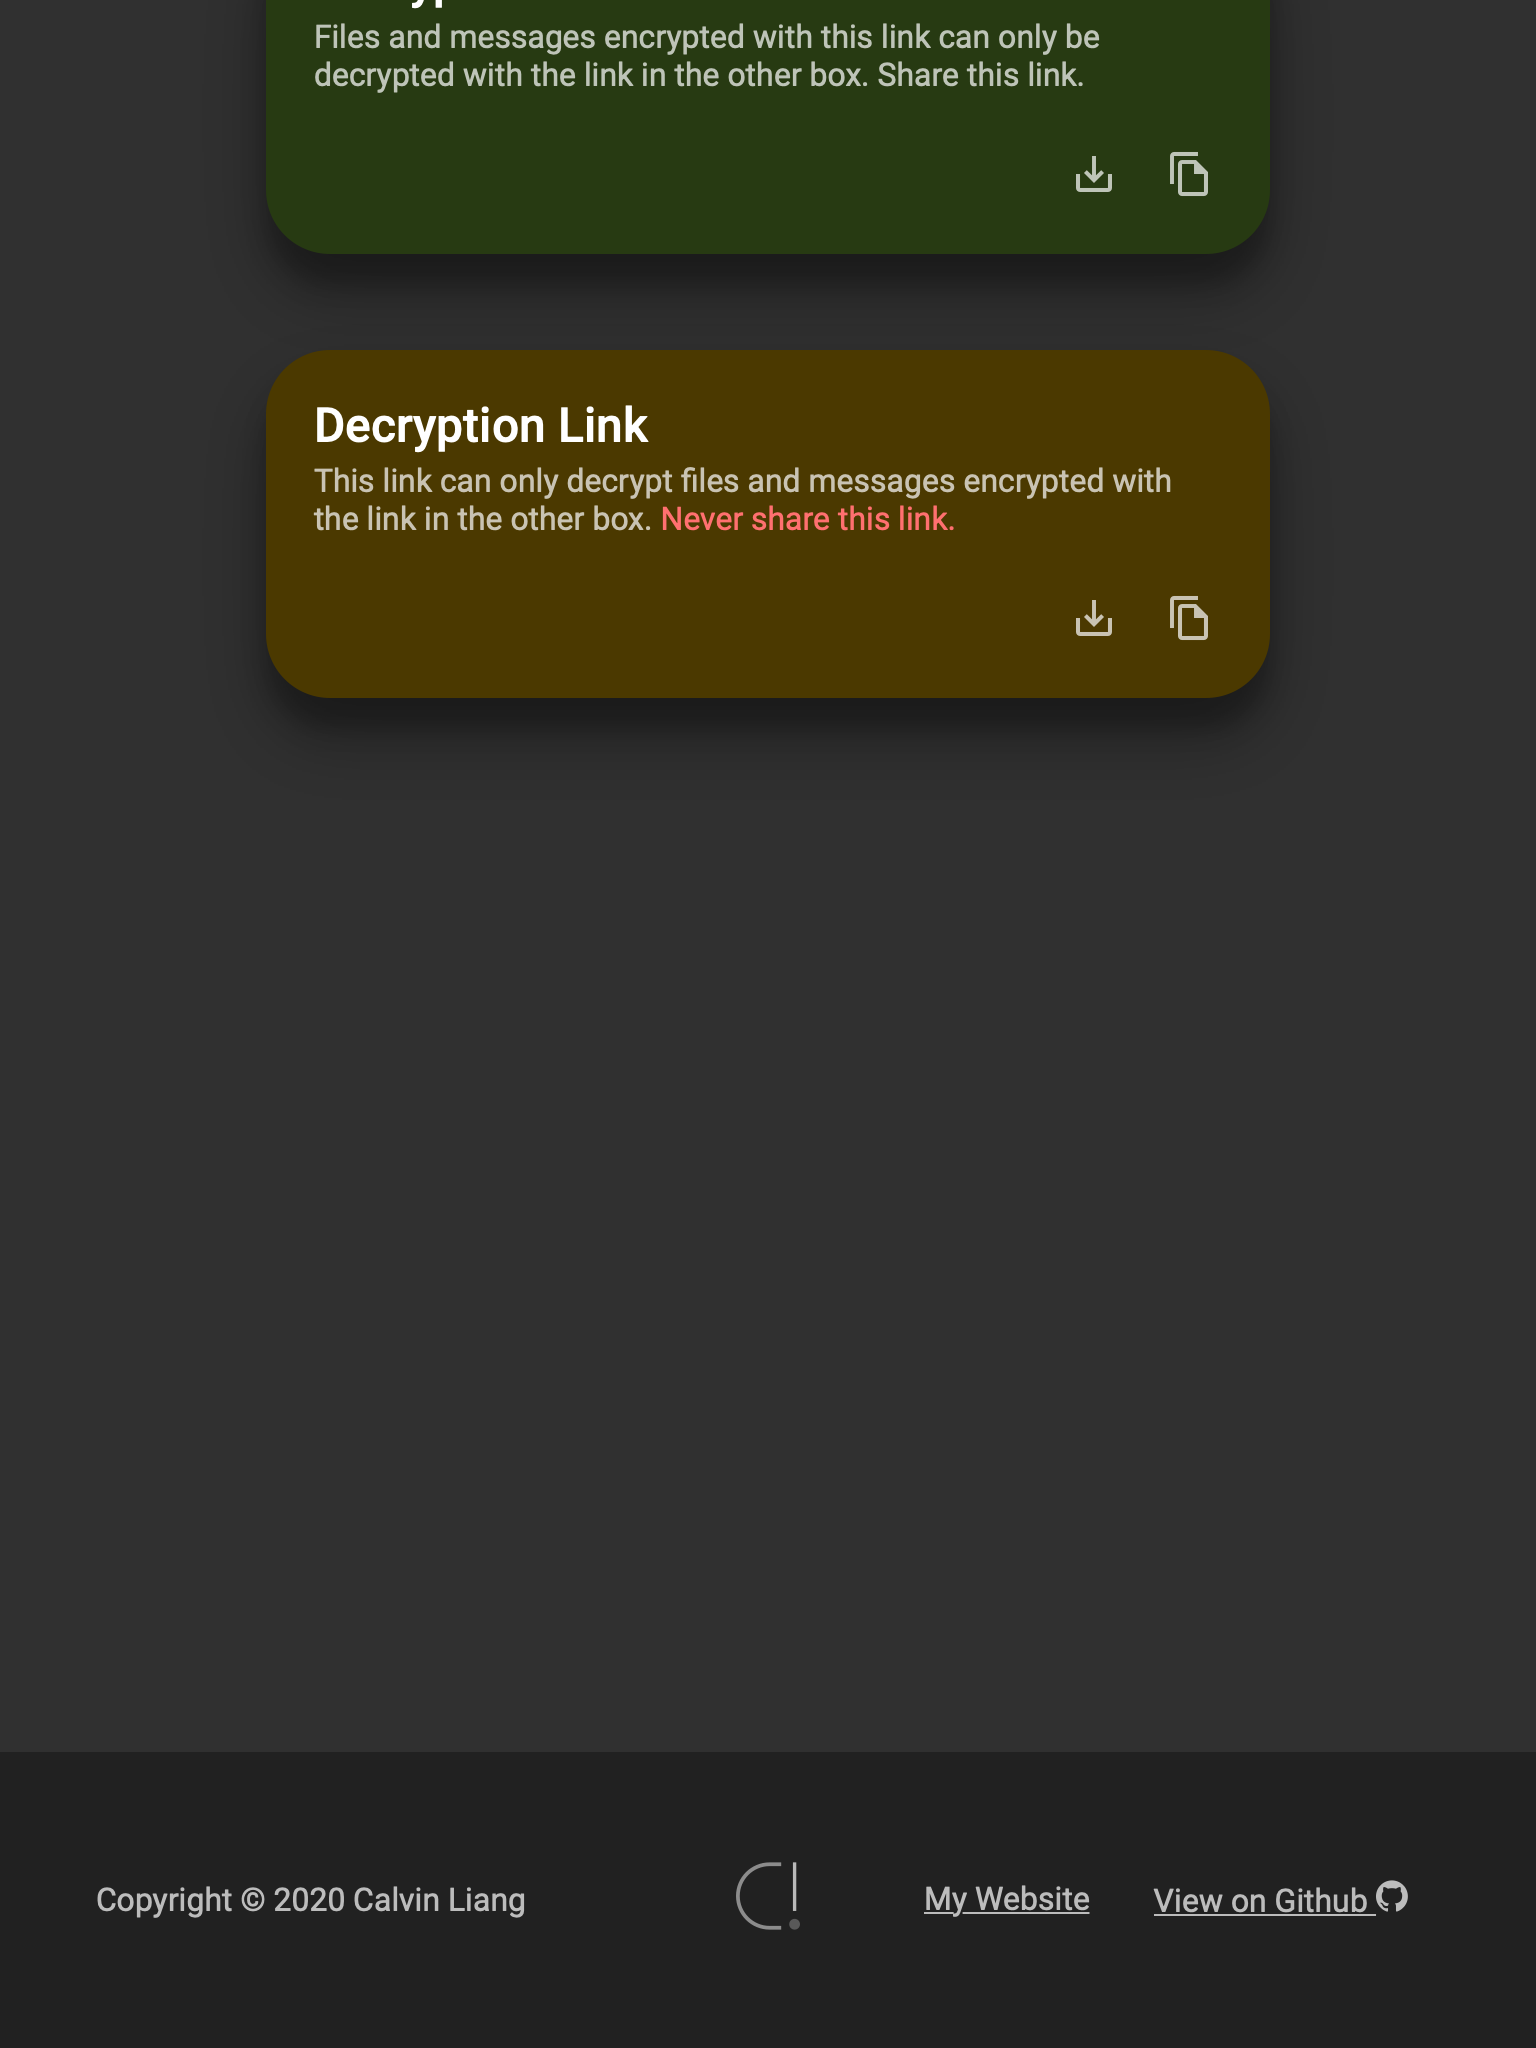 Files and messages encrypted with this link can only be
decrypted with the link in the other box. Share this link.
Decryption Link
This link can only decrypt files and messages encrypted with
the link in the other box. Never share this link.
Copyright © 2020 Calvin Liang
My Website
View on Github